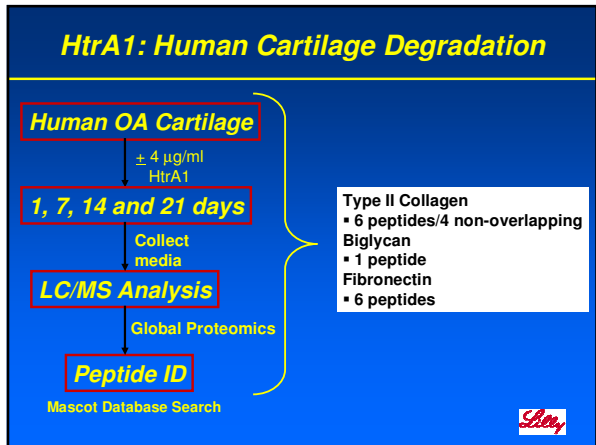 HtrA1: Human Cartilage Degradation
Human OA Cartilage
± 4 μg/ml
HtrA1
1, 7, 14 and 21 days
Collect
media
LC/MS Analysis
Global Proteomics
Peptide ID
Mascot Database Search
Type II Collagen
▪ 6 peptides/4 non-overlapping
Biglycan
▪ 1 peptide
Fibronectin
▪ 6 peptides
Lilly